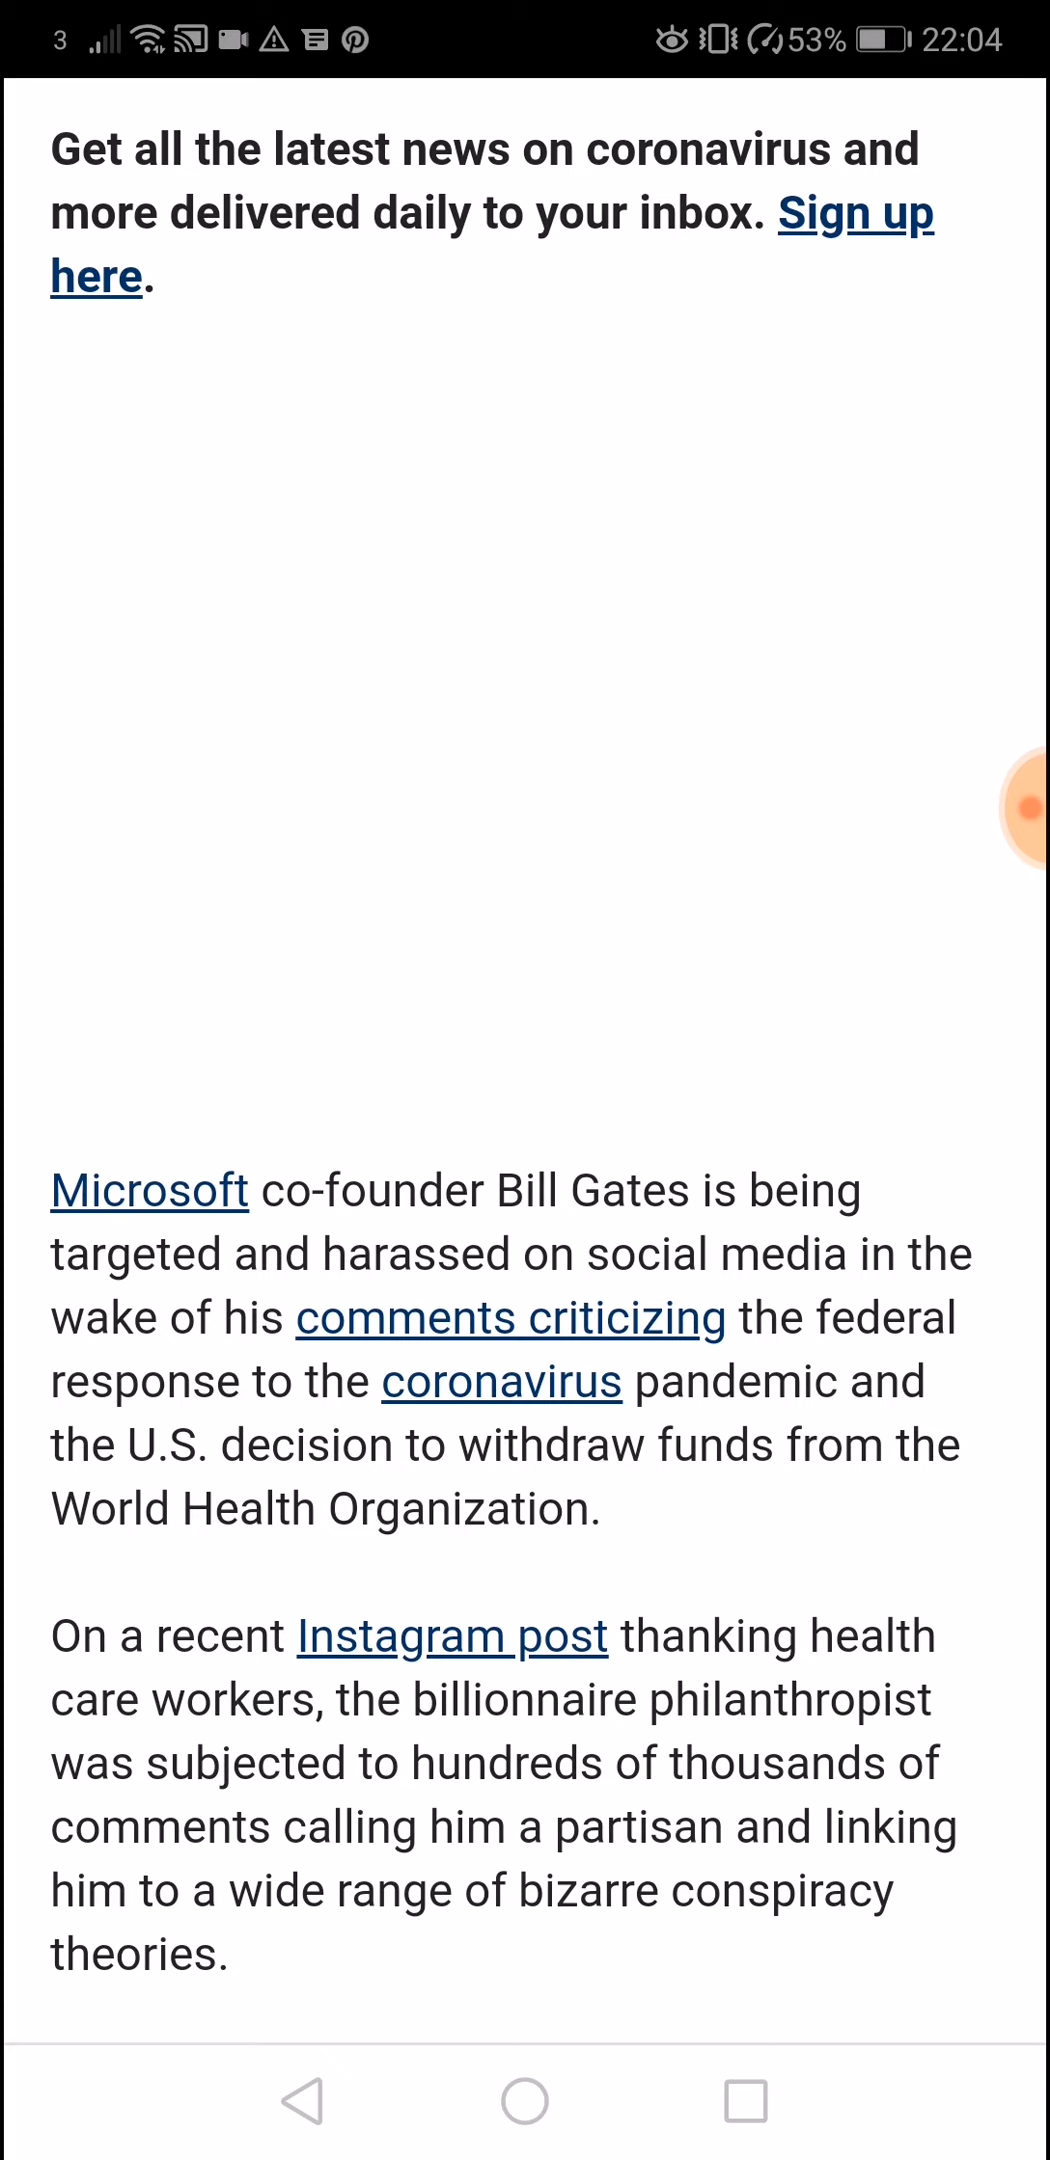 3 53% 22:04
Get all the latest news on coronavirus and
more delivered daily to your inbox. Sign up
here.
Microsoft co-founder Bill Gates is being
targeted and harassed on social media in the
wake of his comments criticizing the federal
response to the coronavirus pandemic and
the U.S. decision to withdraw funds from the
World Health Organization.
On a recent Instagram post thanking health
care workers, the billionnaire philanthropist
was subjected to hundreds of thousands of
comments calling him a partisan and linking
him to a wide range of bizarre conspiracy
theories.